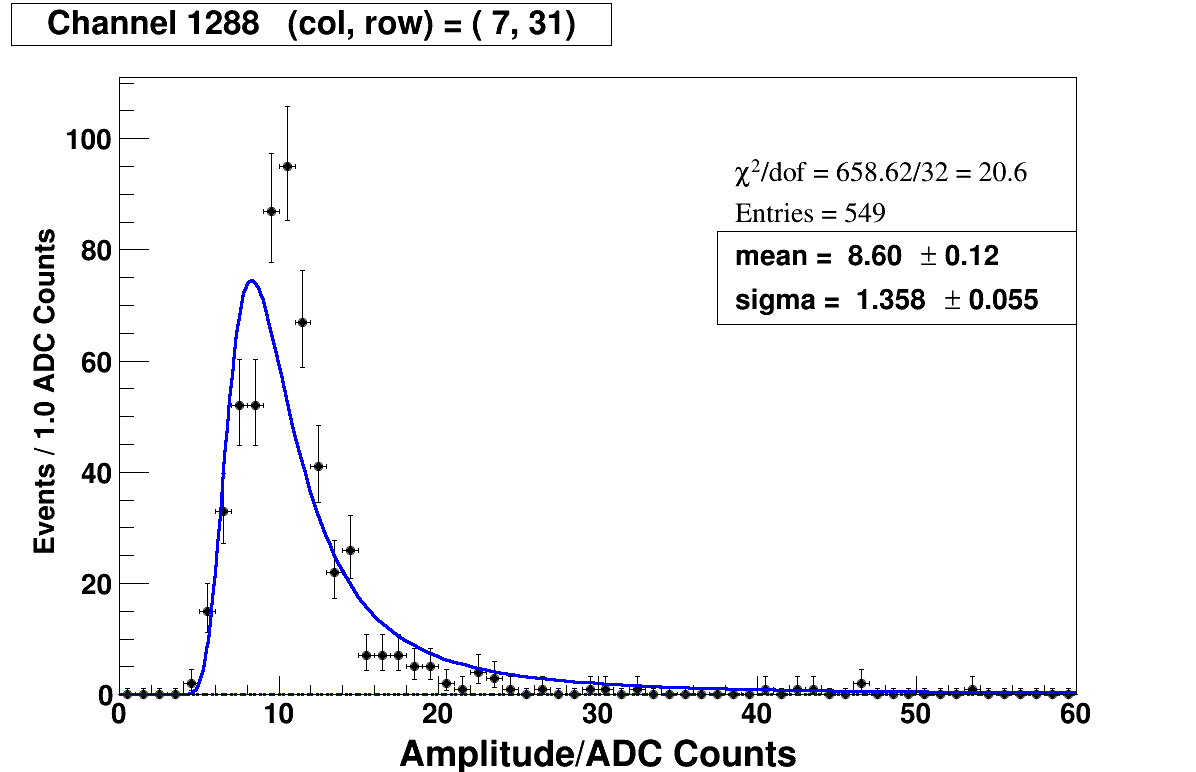 Channel 1288 (col, row) = ( 7, 31)
χ²/dof = 658.62/32 = 20.6
Entries = 549
mean = 8.60 ± 0.12
sigma = 1.358 ± 0.055
Events / 1.0 ADC Counts
100
80
60
40
20
0
0 10 20 30 40 50 60
Amplitude/ADC Counts